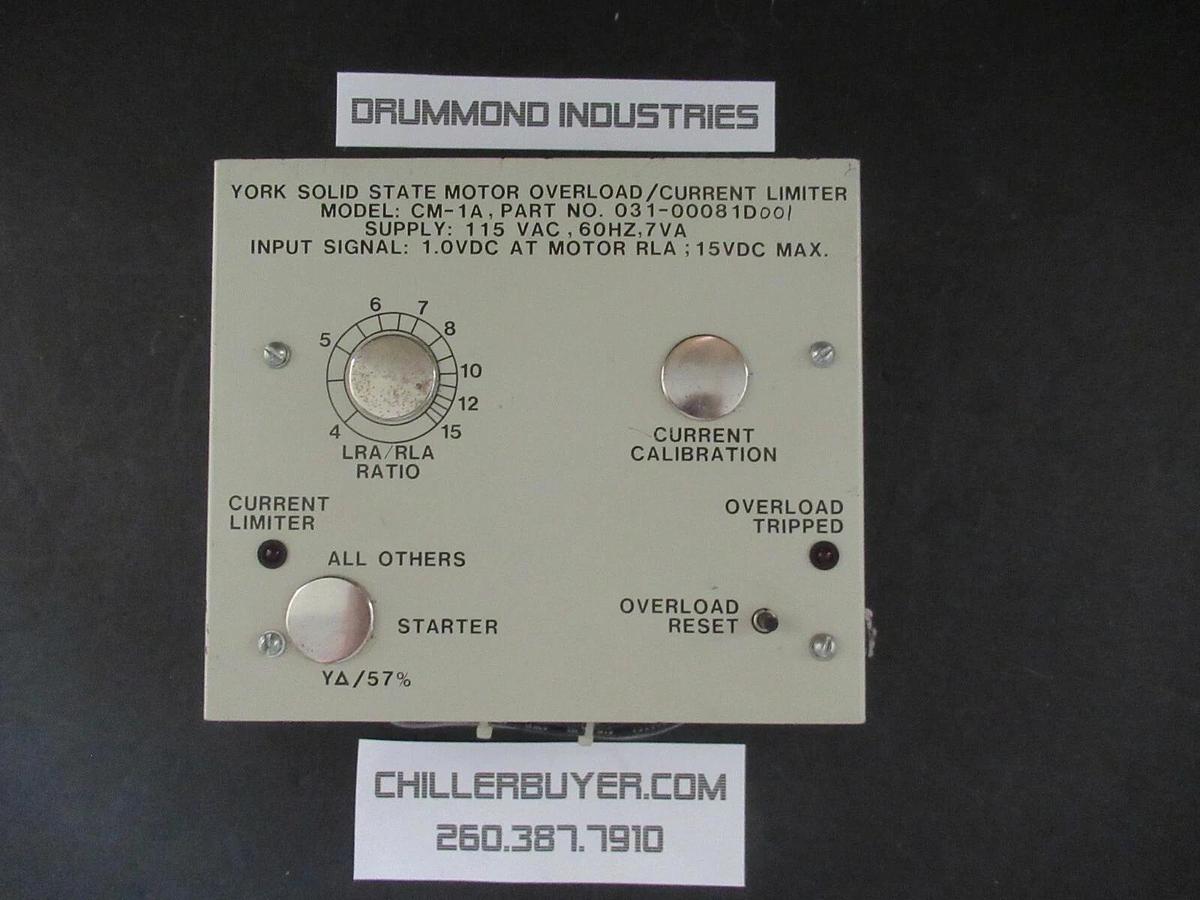 DRUMMOND INDUSTRIES
YORK SOLID STATE MOTOR OVERLOAD/CURRENT LIMITER
MODEL: CM-1A, PART NO. 031-00081D001
SUPPLY: 115 VAC, 60HZ, 7VA
INPUT SIGNAL: 1.0VDC AT MOTOR RLA; 15VDC MAX.
6 7
5 8
10
12
4 15
LRA/RLA
RATIO
CURRENT
CALIBRATION
CURRENT
LIMITER
OVERLOAD
TRIPPED
ALL OTHERS
STARTER
YΔ/57%
OVERLOAD
RESET
CHILLERBUYER.COM
260.387.7910